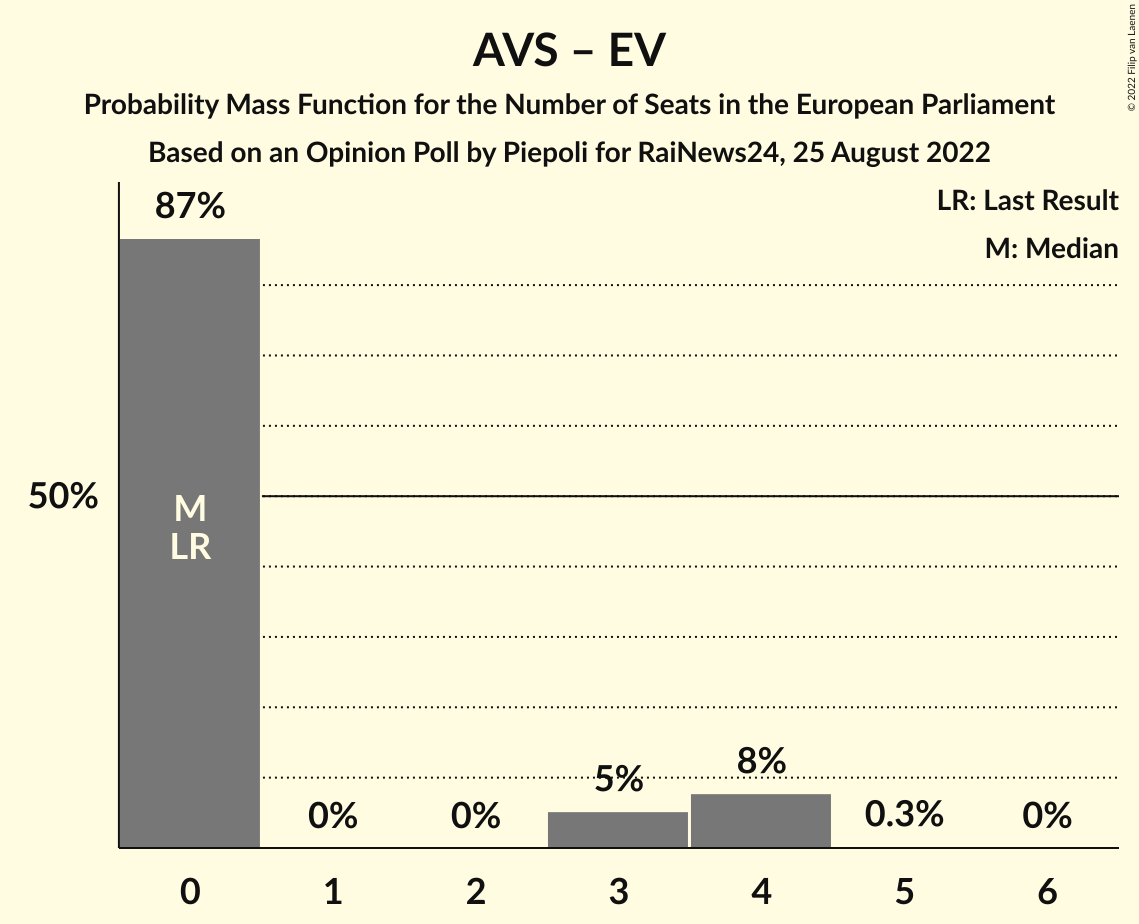 AVS – EV
Probability Mass Function for the Number of Seats in the European Parliament
Based on an Opinion Poll by Piepoli for RaiNews24, 25 August 2022
© 2022 Filip van Laenen
LR: Last Result
M: Median
87%
50%
M
LR
0%
0%
5%
8%
0.3%
0%
0
1
2
3
4
5
6